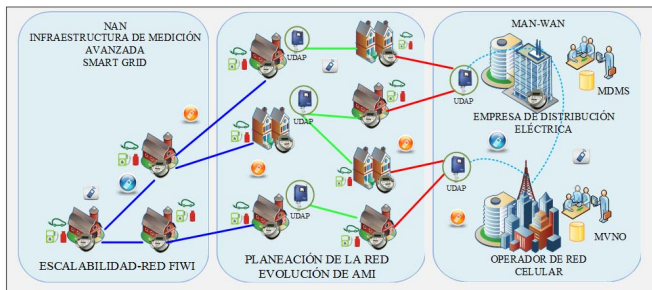 NAN
INFRAESTRUCTURA DE MEDICIÓN
AVANZADA
SMART GRID
ESCALABILIDAD-RED FIWI
UDAP
UDAP
UDAP
PLANEACIÓN DE LA RED
EVOLUCIÓN DE AMI
MAN-WAN
UDAP
MDMS
EMPRESA DE DISTRIBUCIÓN
ELÉCTRICA
UDAP
MVNO
OPERADOR DE RED
CELULAR